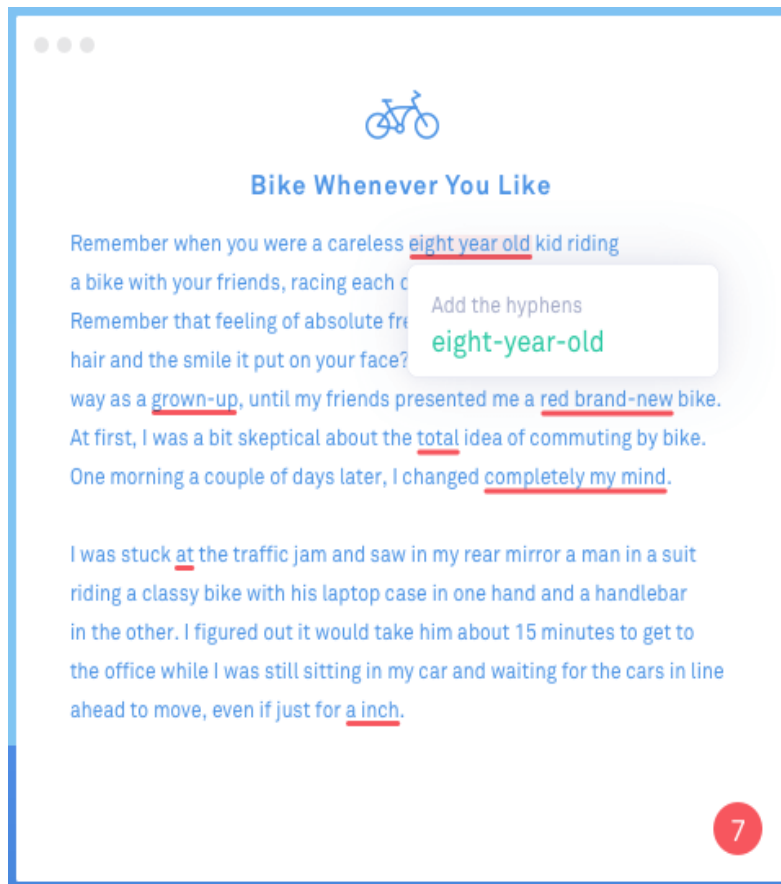 Bike Whenever You Like
Remember when you were a careless eight year old kid riding
a bike with your friends, racing each
Add the hyphens
eight-year-old
Remember that feeling of absolute
hair and the smile it put on your face?
way as a grown-up, until my friends presented me a red brand-new bike.
At first, I was a bit skeptical about the total idea of commuting by bike.
One morning a couple of days later, I changed completely my mind.
I was stuck at the traffic jam and saw in my rear mirror a man in a suit
riding a classy bike with his laptop case in one hand and a handlebar
in the other. I figured out it would take him about 15 minutes to get to
the office while I was still sitting in my car and waiting for the cars in line
ahead to move, even if just for a inch.
7